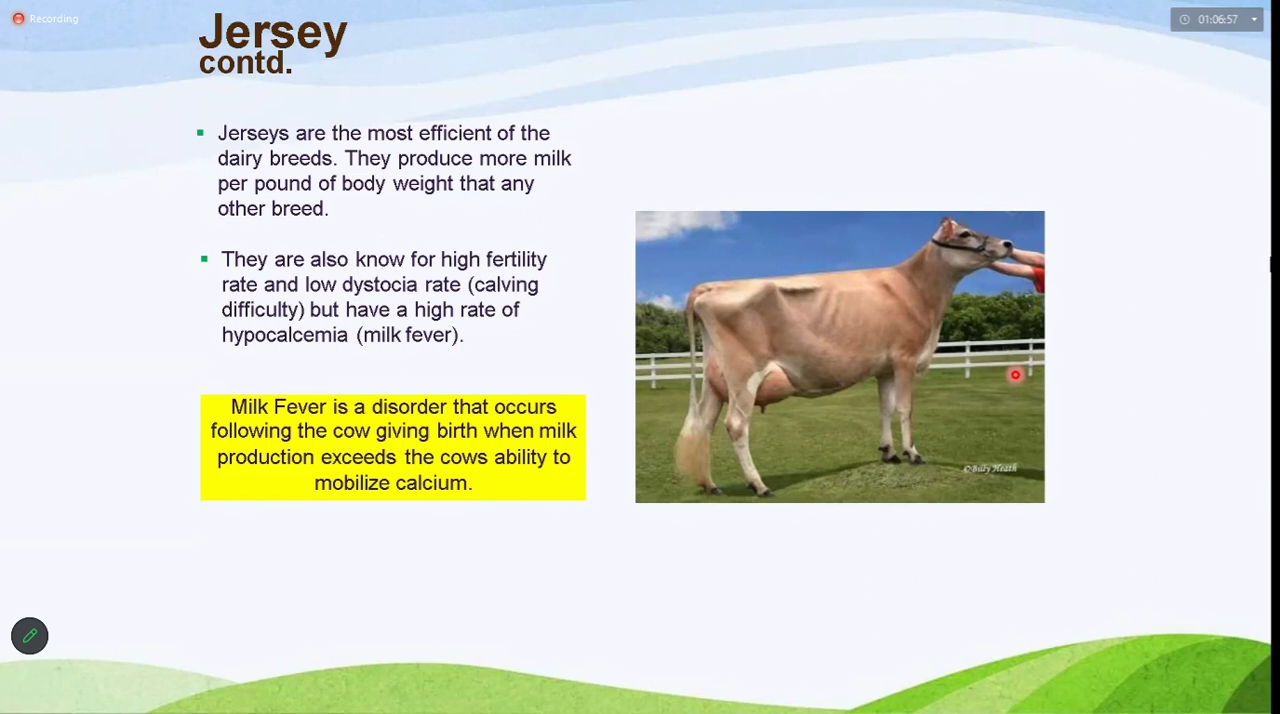 Recording
01:06:57
Jersey
contd.
Jerseys are the most efficient of the
dairy breeds. They produce more milk
per pound of body weight that any
other breed.
They are also know for high fertility
rate and low dystocia rate (calving
difficulty) but have a high rate of
hypocalcemia (milk fever).
Milk Fever is a disorder that occurs
following the cow giving birth when milk
production exceeds the cows ability to
mobilize calcium.
©Billy Heath